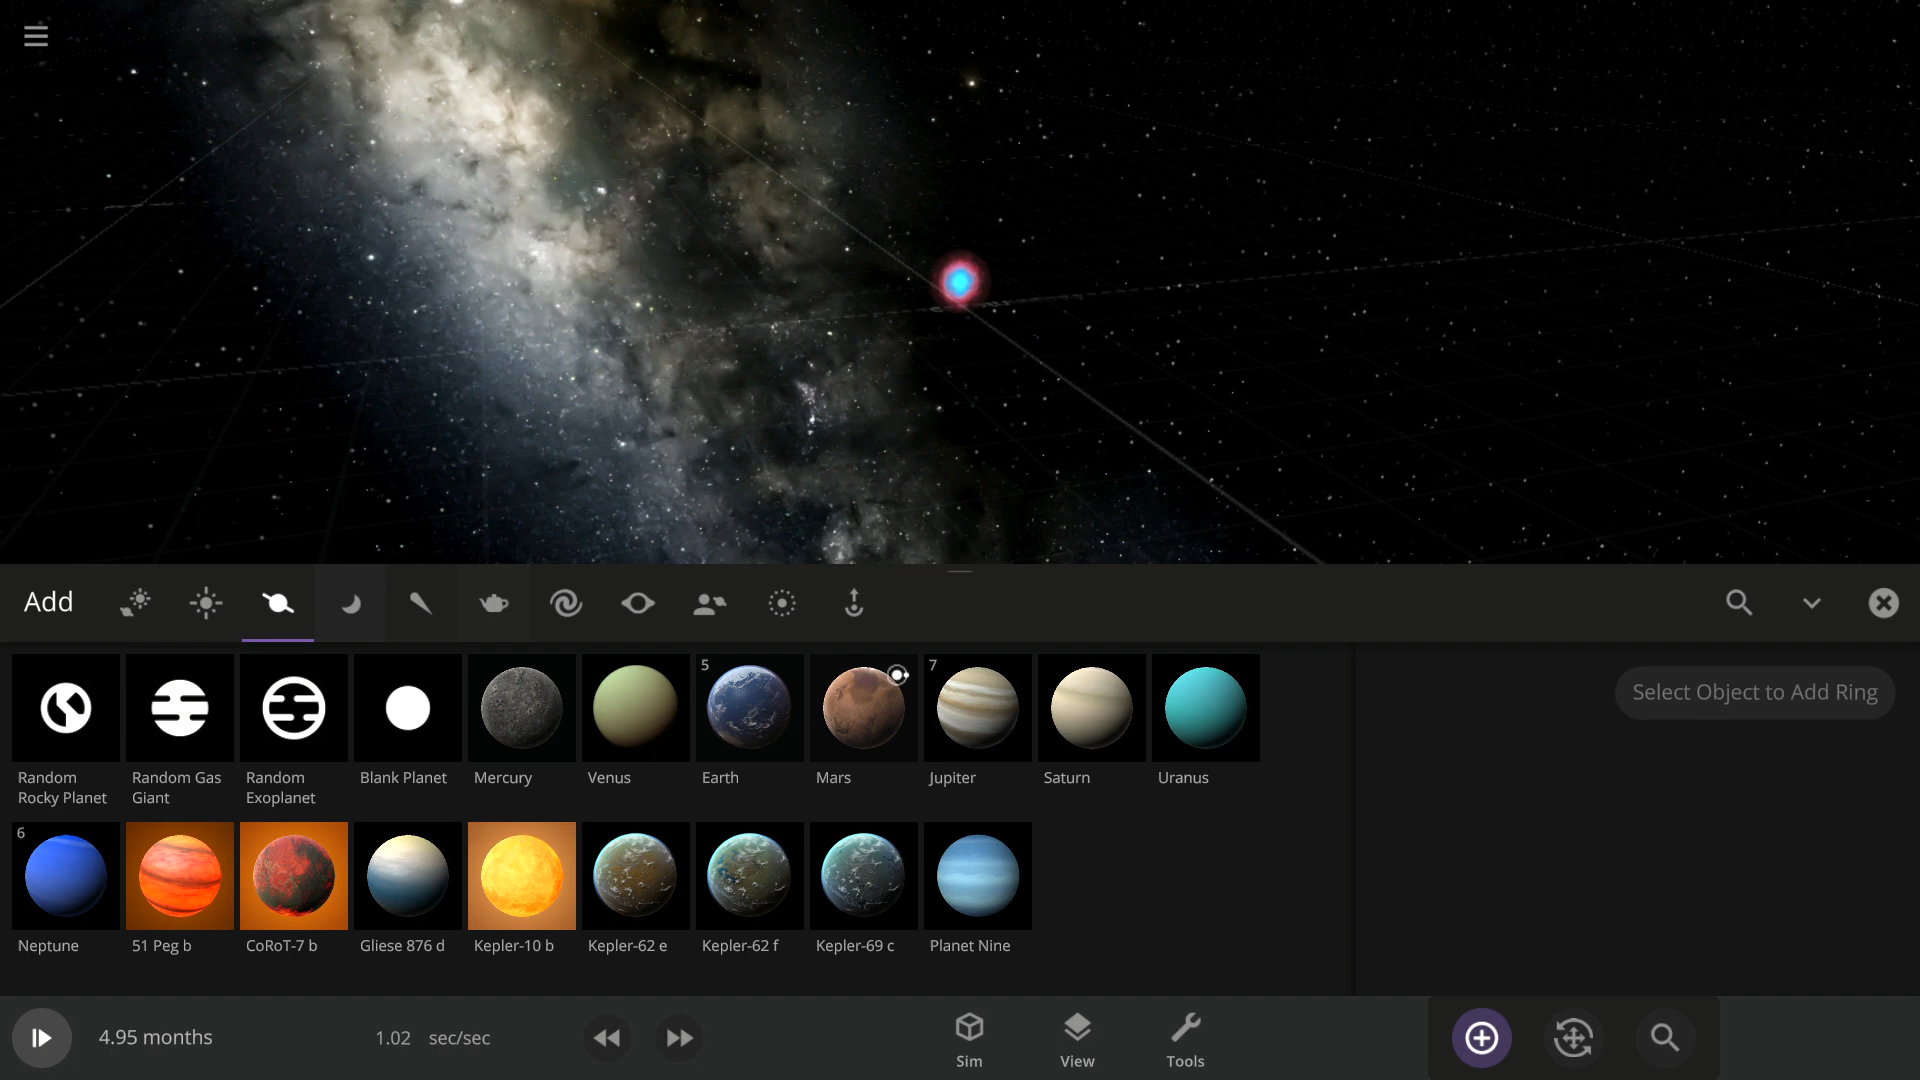 Add
Select Object to Add Ring
Random
Rocky Planet
Random Gas
Giant
Random
Exoplanet
Blank Planet
Mercury
Venus
5
Earth
Mars
7
Jupiter
Saturn
Uranus
6
Neptune
51 Peg b
CoRoT-7 b
Gliese 876 d
Kepler-10 b
Kepler-62 e
Kepler-62 f
Kepler-69 c
Planet Nine
4.95 months
1.02 sec/sec
Sim
View
Tools